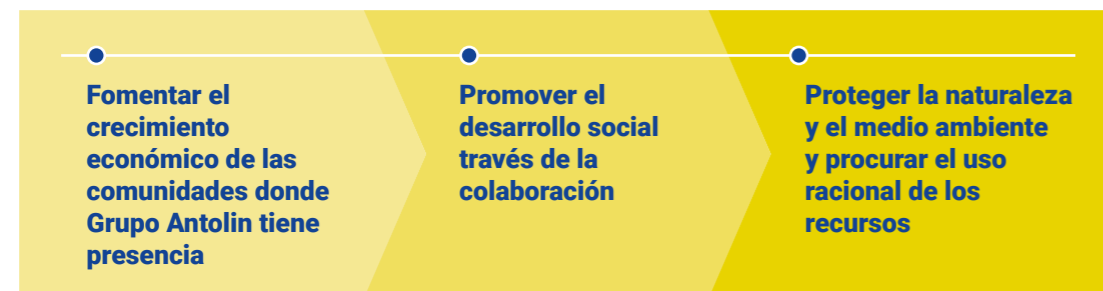 Fomentar el
crecimiento
económico de las
comunidades donde
Grupo Antolin tiene
presencia
Promover el
desarrollo social
través de la
colaboración
Proteger la naturaleza
y el medio ambiente
y procurar el uso
racional de los
recursos